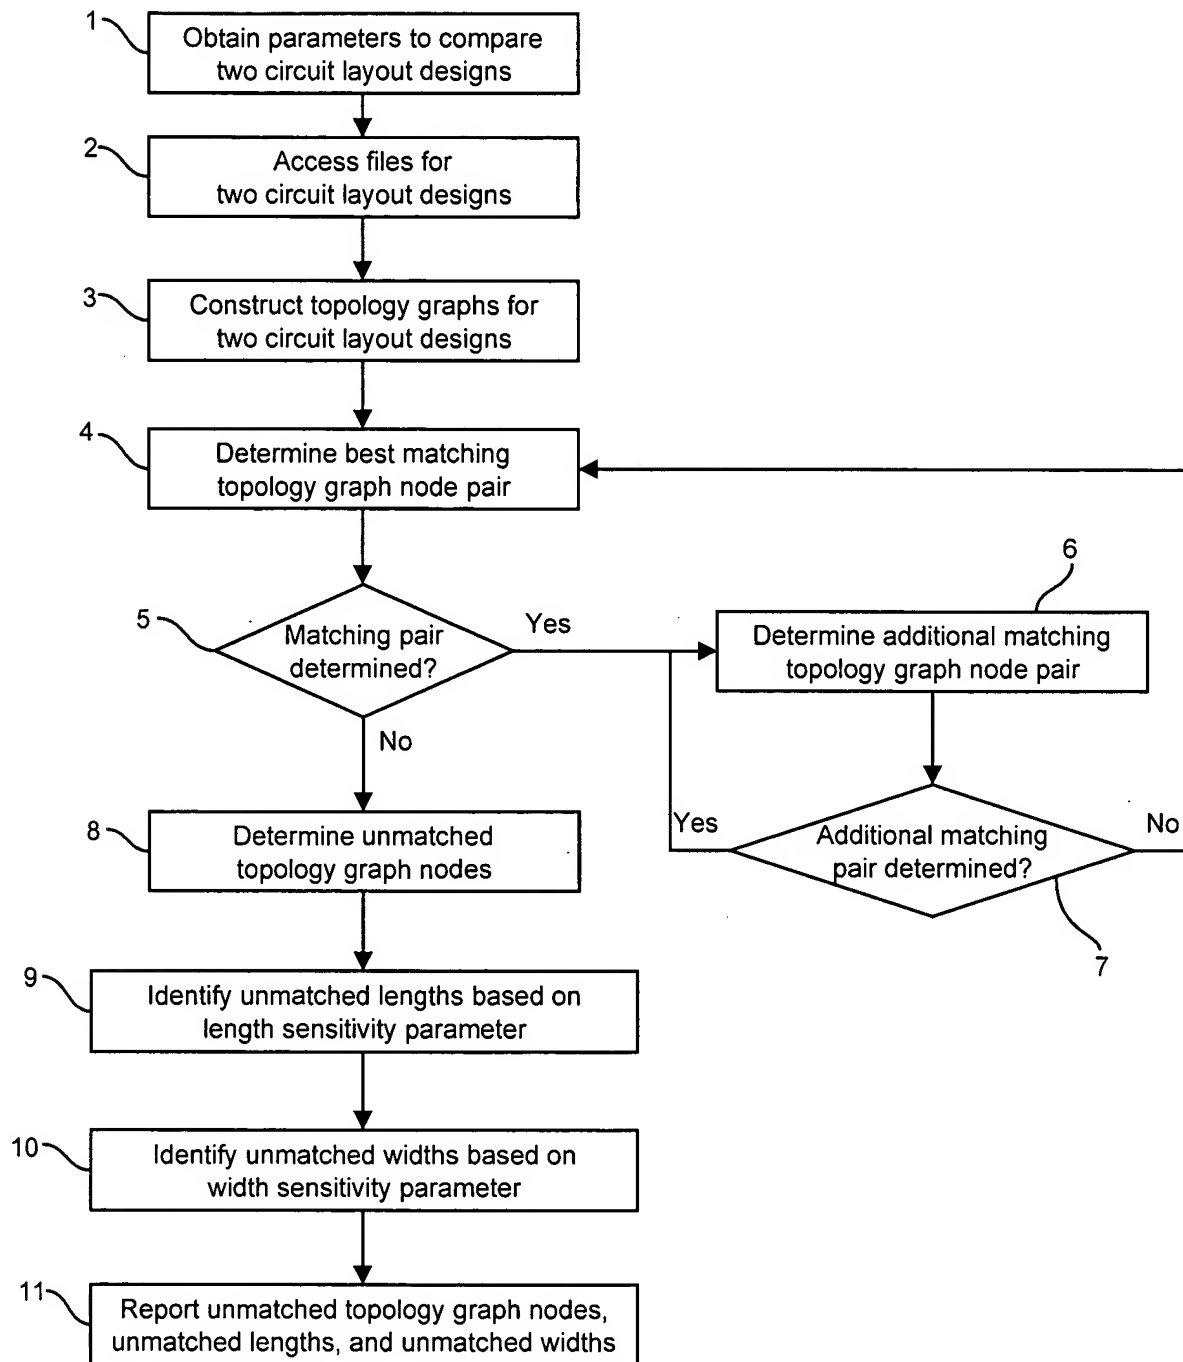 1
Obtain parameters to compare
two circuit layout designs
2
Access files for
two circuit layout designs
3
Construct topology graphs for
two circuit layout designs
4
Determine best matching
topology graph node pair
5
Matching pair
determined?
Yes
No
6
Determine additional matching
topology graph node pair
Yes
Additional matching
pair determined?
No
7
8
Determine unmatched
topology graph nodes
9
Identify unmatched lengths based on
length sensitivity parameter
10
Identify unmatched widths based on
width sensitivity parameter
11
Report unmatched topology graph nodes,
unmatched lengths, and unmatched widths